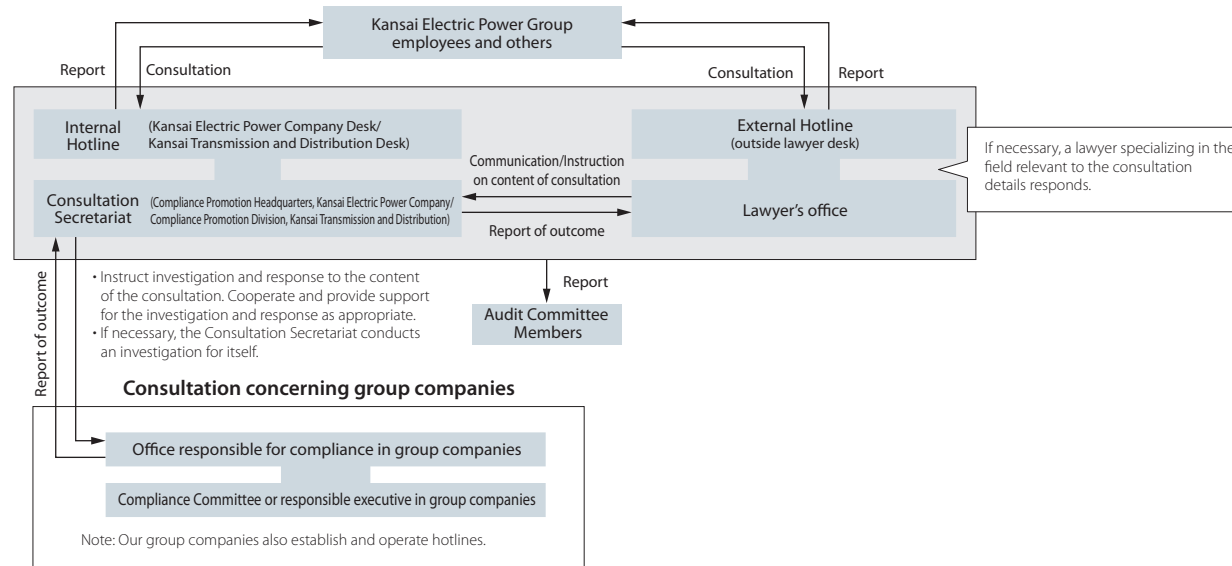 Kansai Electric Power Group
employees and others
Report
Consultation
Consultation
Report
Internal
Hotline
(Kansai Electric Power Company Desk/
Kansai Transmission and Distribution Desk)
External Hotline
(outside lawyer desk)
If necessary, a lawyer specializing in the
field relevant to the consultation
details responds.
Communication/Instruction
on content of consultation
Consultation
Secretariat
(Compliance Promotion Headquarters, Kansai Electric Power Company/
Compliance Promotion Division, Kansai Transmission and Distribution)
Lawyer's office
Report of outcome
Report of outcome
• Instruct investigation and response to the content
of the consultation. Cooperate and provide support
for the investigation and response as appropriate.
• If necessary, the Consultation Secretariat conducts
an investigation for itself.
Report
Audit Committee
Members
Consultation concerning group companies
Office responsible for compliance in group companies
Compliance Committee or responsible executive in group companies
Note: Our group companies also establish and operate hotlines.